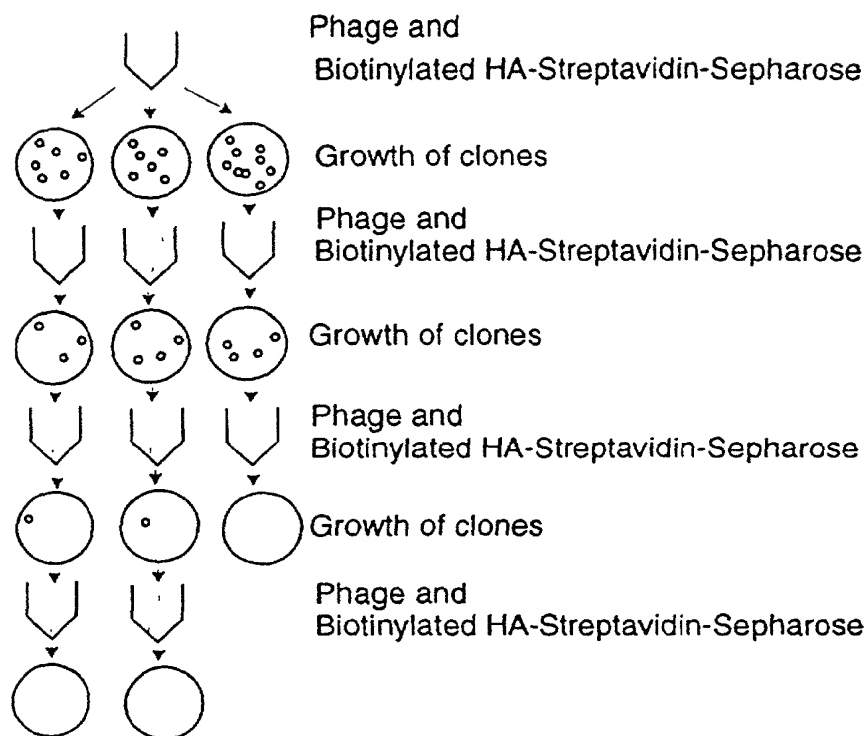 Phage and
Biotinylated HA-Streptavidin-Sepharose
Growth of clones
Phage and
Biotinylated HA-Streptavidin-Sepharose
Growth of clones
Phage and
Biotinylated HA-Streptavidin-Sepharose
Growth of clones
Phage and
Biotinylated HA-Streptavidin-Sepharose